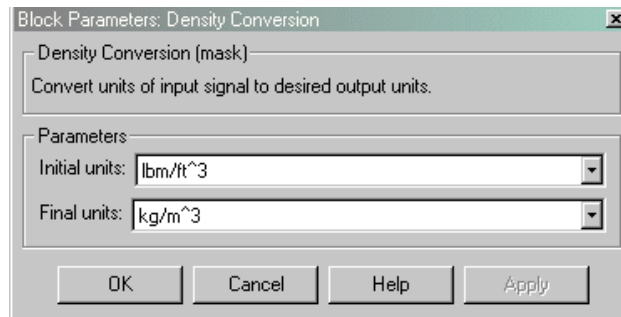 Block Parameters: Density Conversion
Density Conversion (mask)
Convert units of input signal to desired output units.
Parameters
Initial units: lbm/ft^3
Final units: kg/m^3
OK Cancel Help Apply